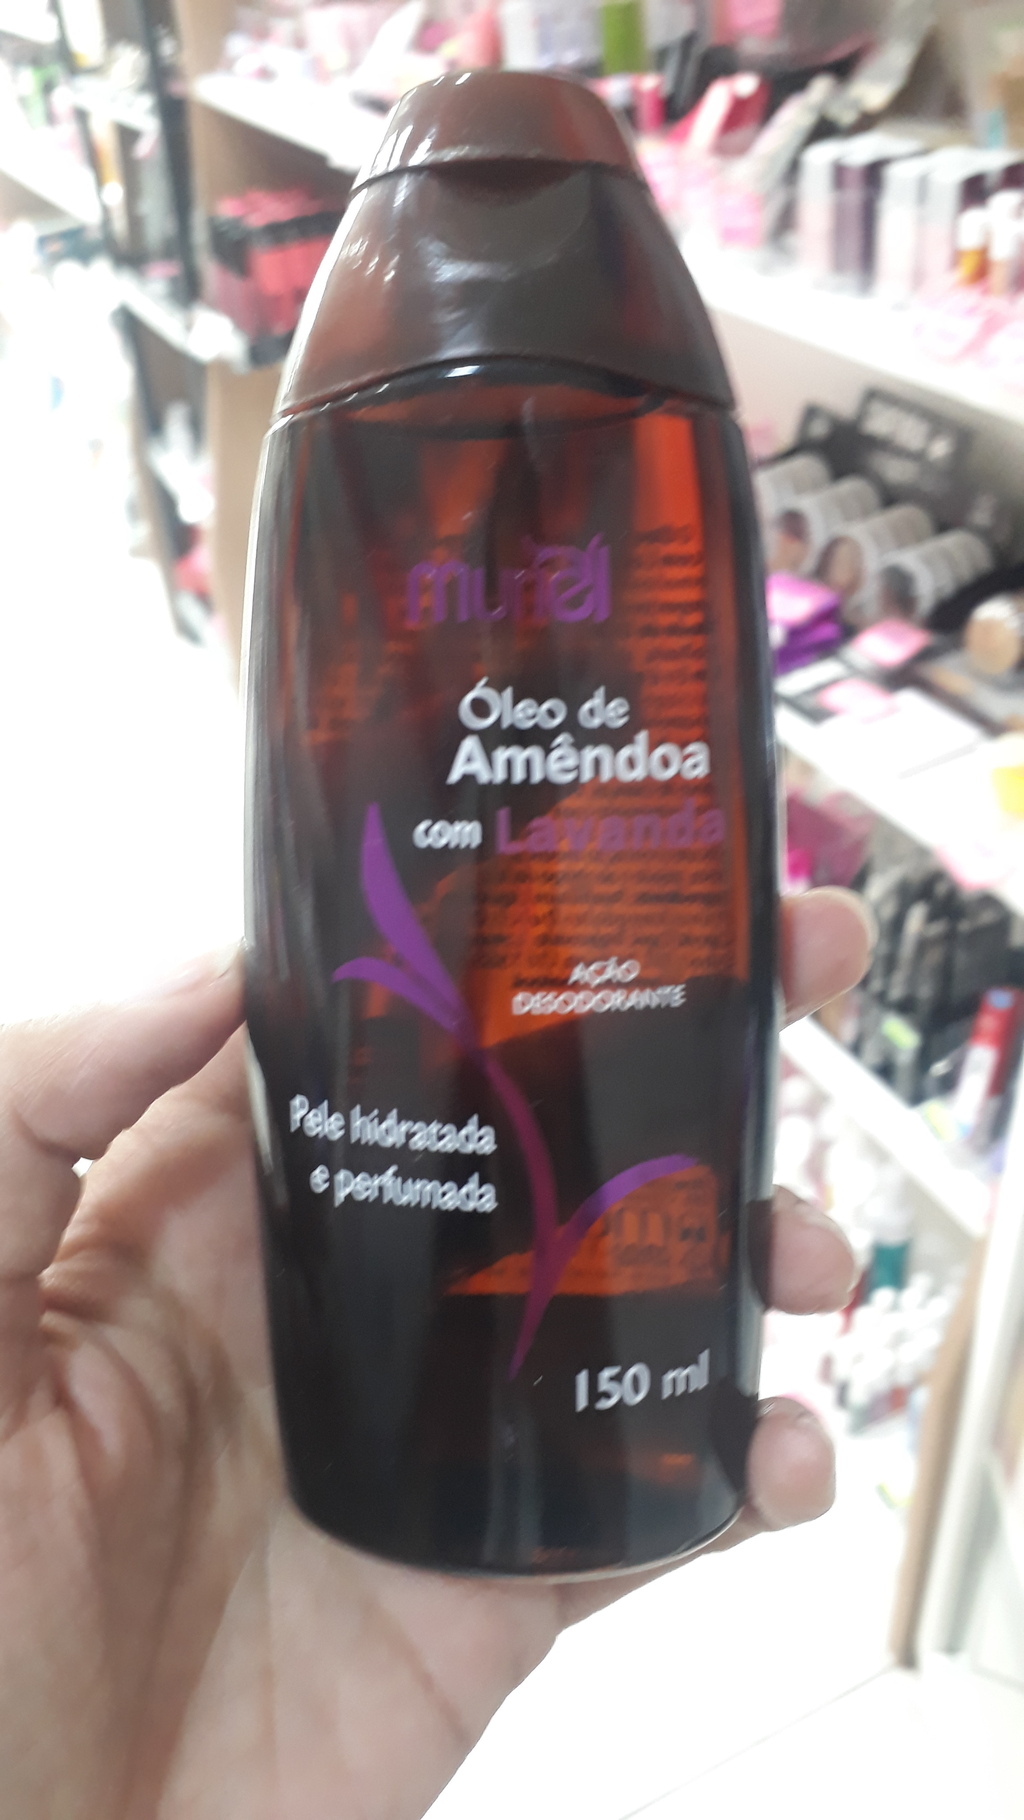 muriel
Óleo de
Amêndoa
com Lavanda
AÇÃO
DESODORANTE
Pele hidratada
e perfumada
150 ml